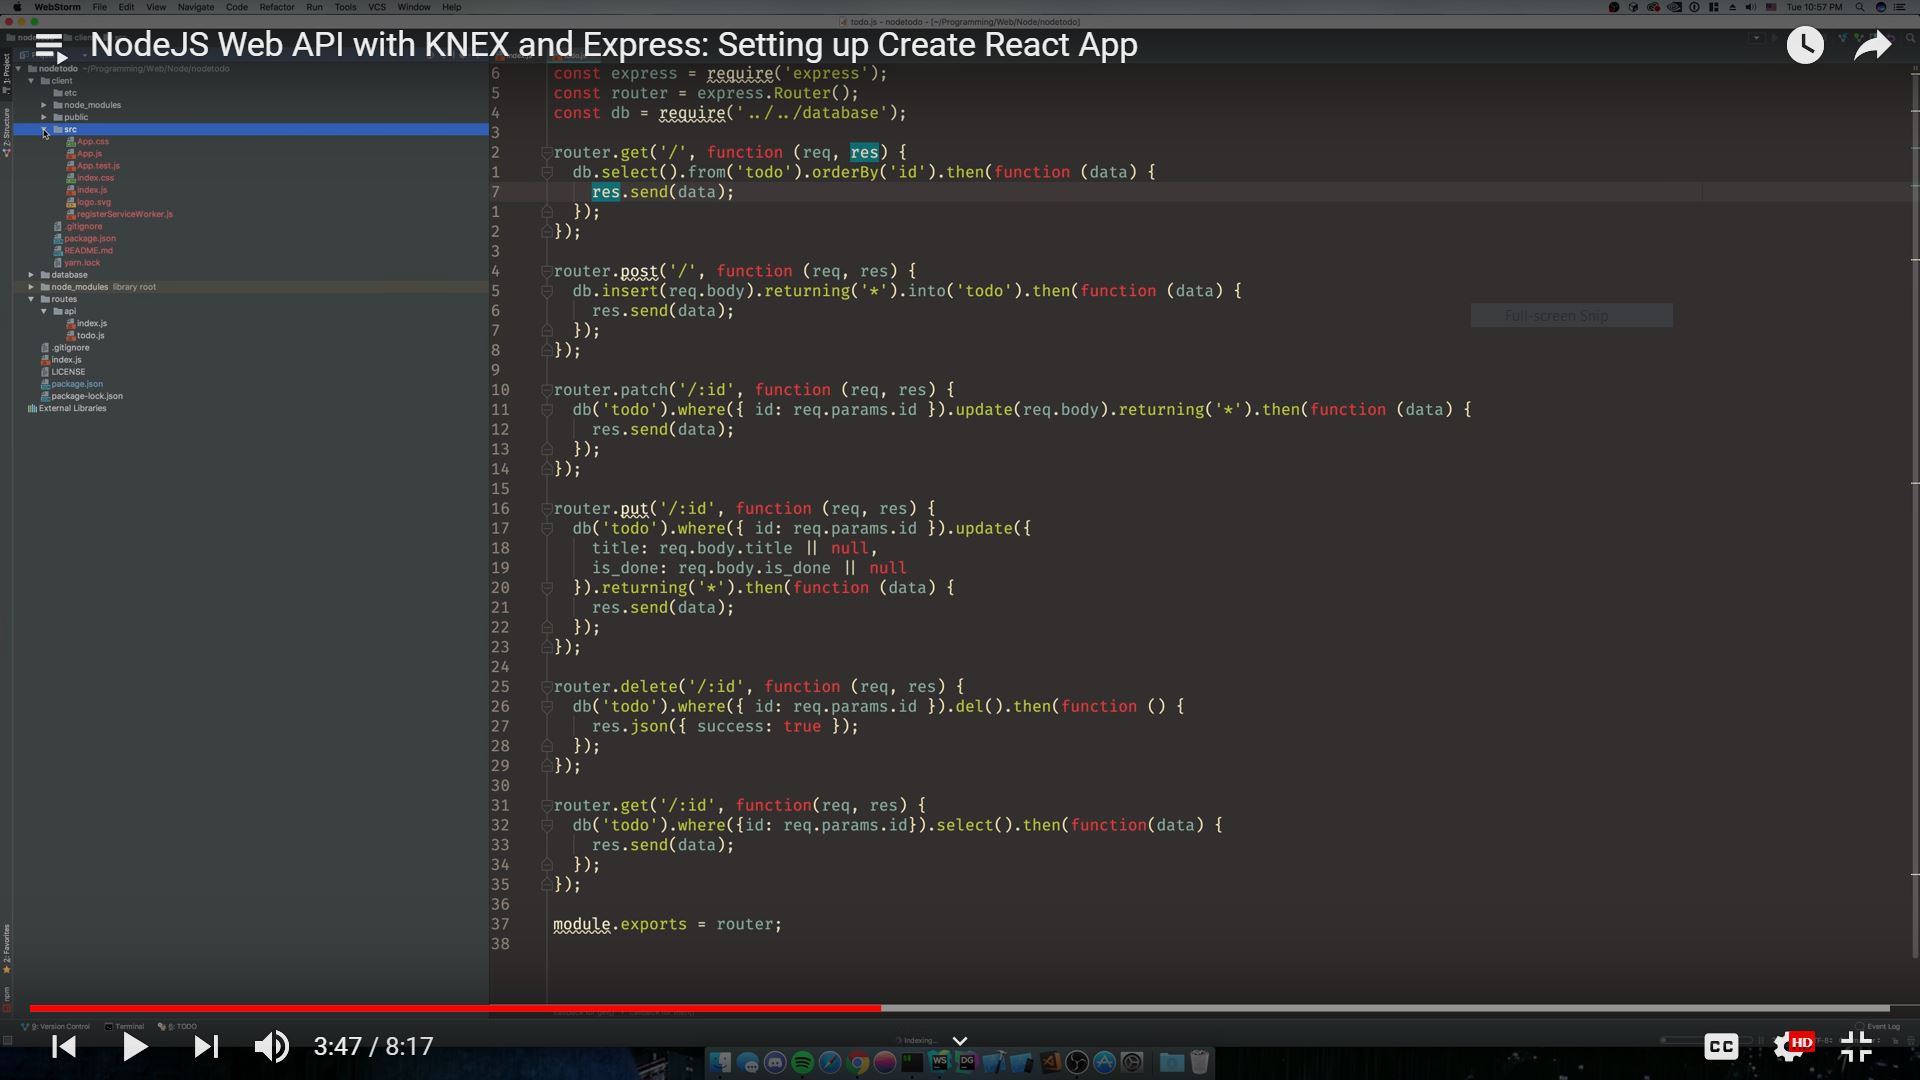 WebStorm File Edit View Navigate Code Refactor Run Tools VCS Window Help
Tue 10:57 PM
todo.js - nodetodo - [~/Programming/Web/Node/nodetodo]
NodeJS Web API with KNEX and Express: Setting up Create React App
1: Project
Z: Structure
nodetodo ~/Programming/Web/Node/nodetodo
client
etc
node_modules
public
src
App.css
App.js
App.test.js
index.css
index.js
logo.svg
registerServiceWorker.js
.gitignore
package.json
README.md
yarn.lock
database
node_modules library root
routes
api
index.js
todo.js
.gitignore
index.js
LICENSE
package.json
package-lock.json
External Libraries
6 const express = require('express');
5 const router = express.Router();
4 const db = require('../../database');
3
2 router.get('/', function (req, res) {
1 db.select().from('todo').orderBy('id').then(function (data) {
7 res.send(data);
1 });
2 });
3
4 router.post('/', function (req, res) {
5 db.insert(req.body).returning('*').into('todo').then(function (data) {
6 res.send(data);
7 });
8 });
9
10 router.patch('/:id', function (req, res) {
11 db('todo').where({ id: req.params.id }).update(req.body).returning('*').then(function (data) {
12 res.send(data);
13 });
14 });
15
16 router.put('/:id', function (req, res) {
17 db('todo').where({ id: req.params.id }).update({
18 title: req.body.title || null,
19 is_done: req.body.is_done || null
20 }).returning('*').then(function (data) {
21 res.send(data);
22 });
23 });
24
25 router.delete('/:id', function (req, res) {
26 db('todo').where({ id: req.params.id }).del().then(function () {
27 res.json({ success: true });
28 });
29 });
30
31 router.get('/:id', function(req, res) {
32 db('todo').where({id: req.params.id}).select().then(function(data) {
33 res.send(data);
34 });
35 });
36
37 module.exports = router;
38
Full-screen Snip
2: Favorites
npm
9: Version Control Terminal 6: TODO
Event Log
Indexing...
3:47 / 8:17
CC
HD
WS
DG